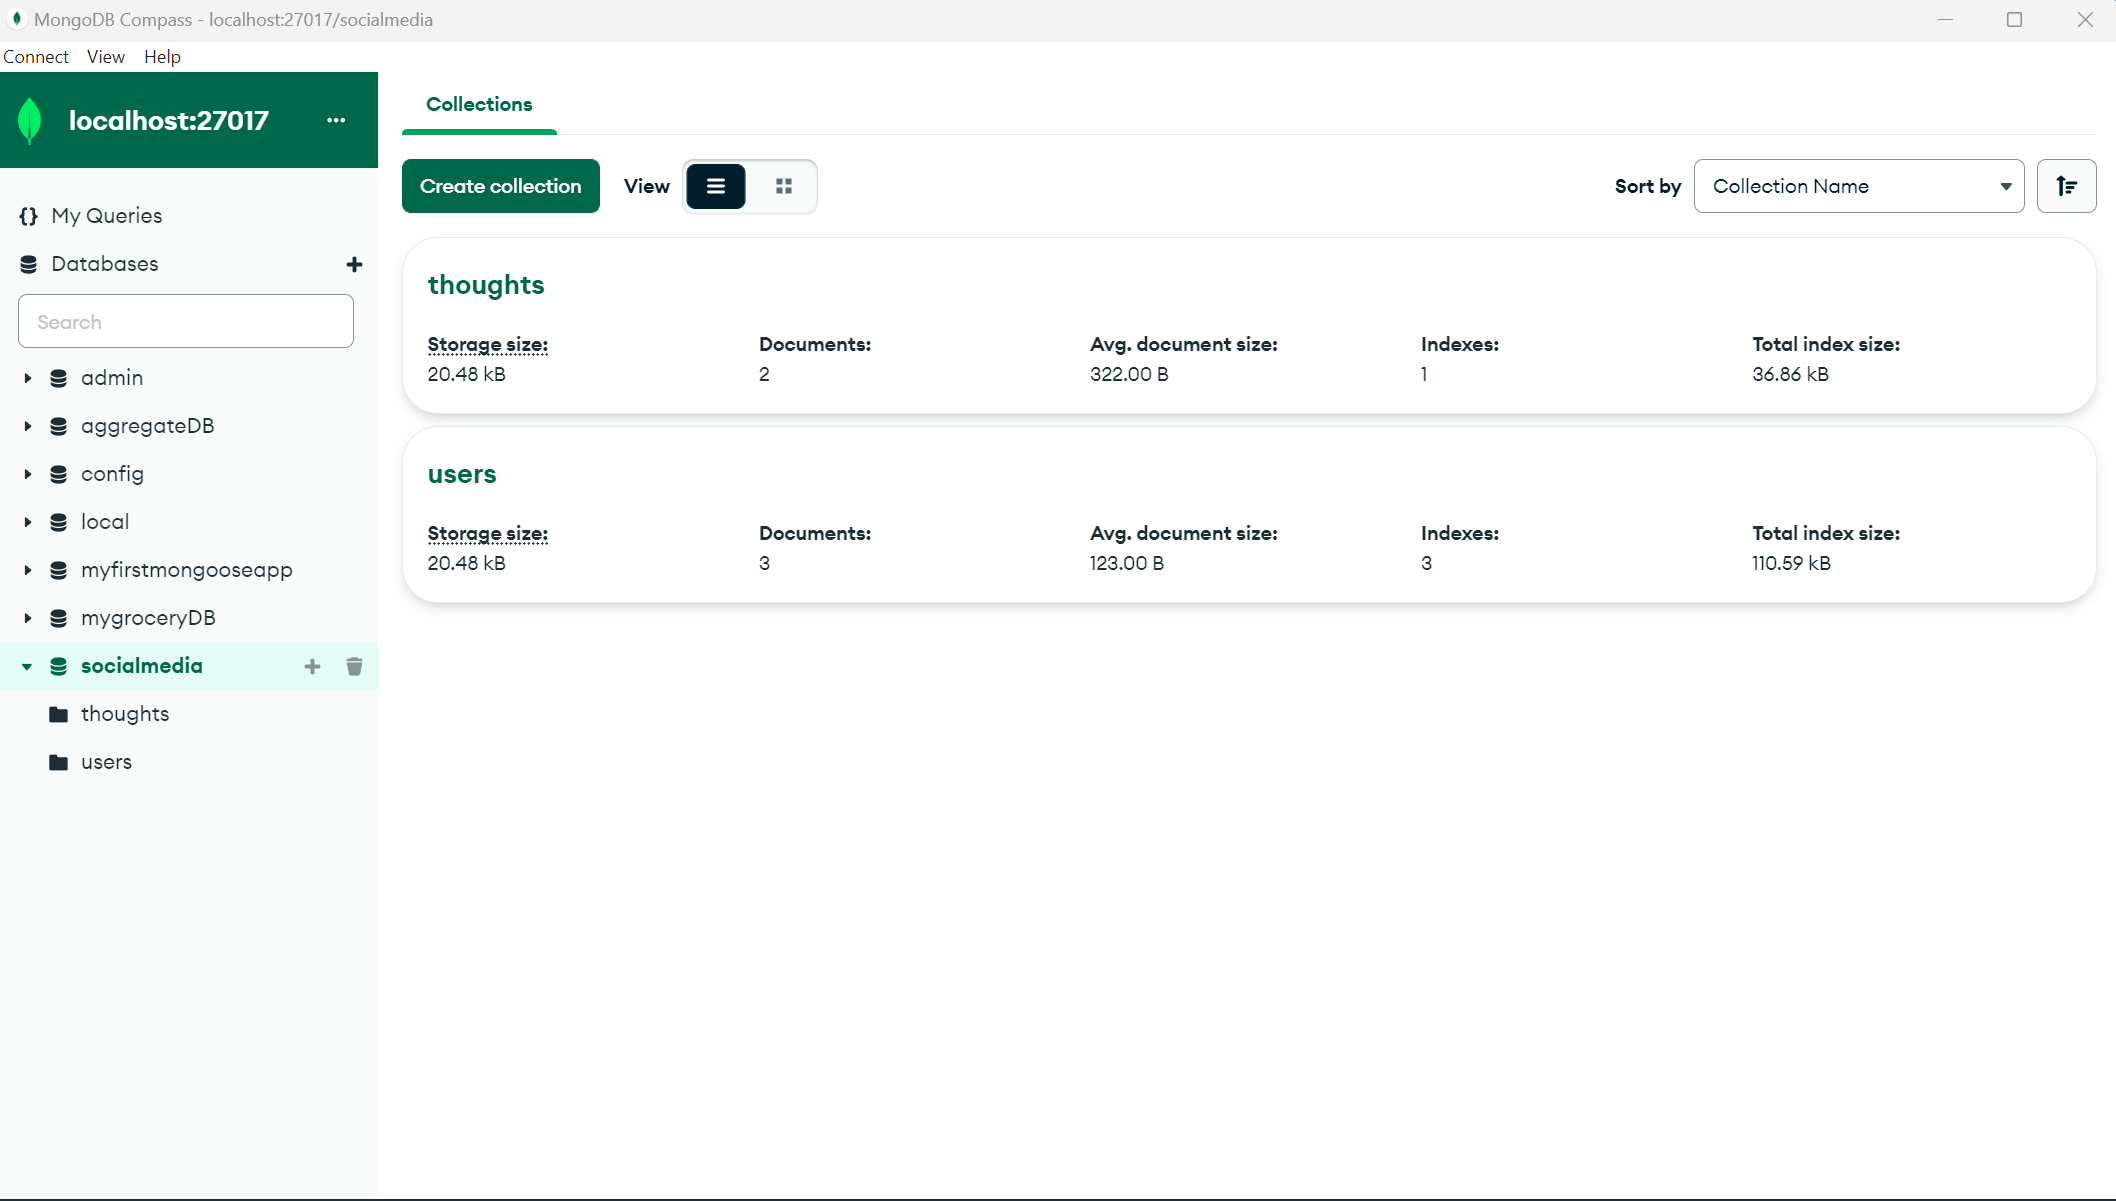 MongoDB Compass - localhost:27017/socialmedia
Connect View Help
localhost:27017 ...
{} My Queries
Databases
Search
admin
aggregateDB
config
local
myfirstmongooseapp
mygroceryDB
socialmedia
thoughts
users
Collections
Create collection View Sort by Collection Name
thoughts
Storage size: Documents: Avg. document size: Indexes: Total index size:
20.48 kB 2 322.00 B 1 36.86 kB
users
Storage size: Documents: Avg. document size: Indexes: Total index size:
20.48 kB 3 123.00 B 3 110.59 kB